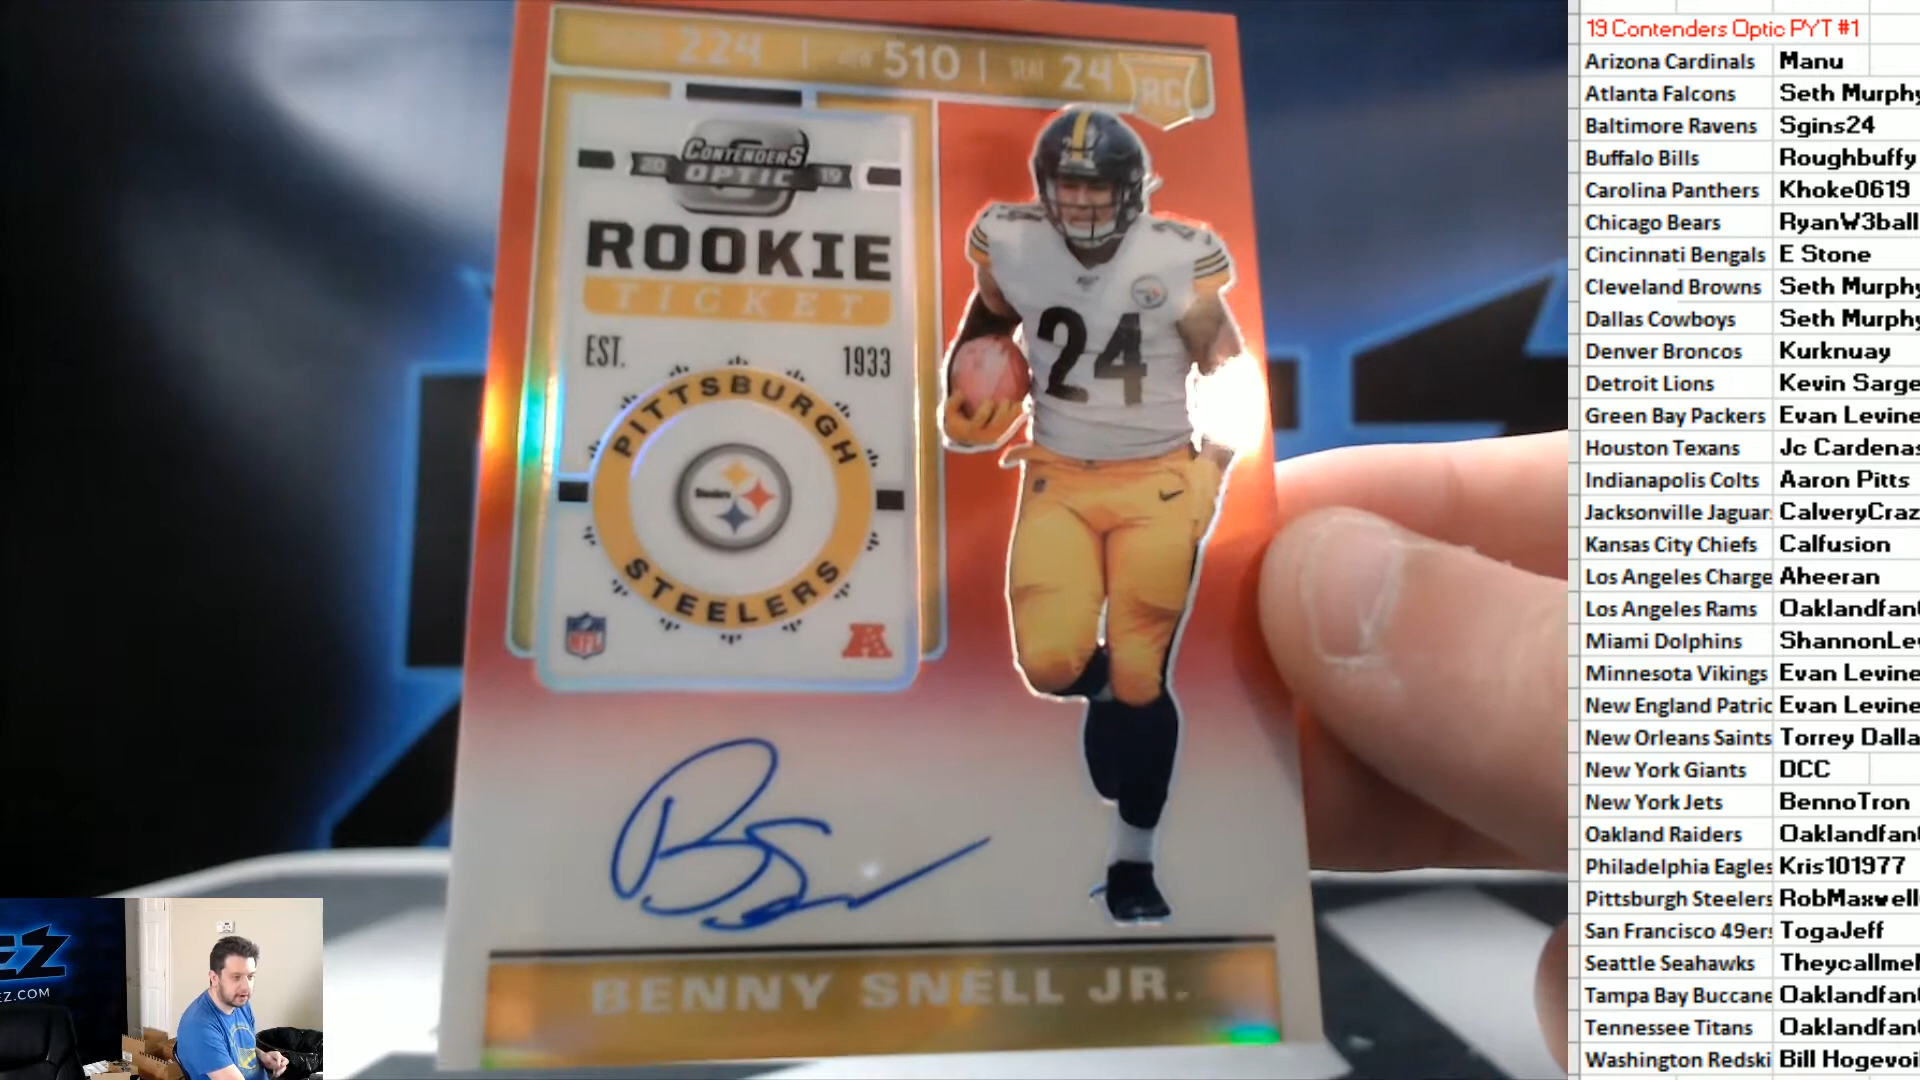 224 | 510 | SEAT 24 RC
CONTENDERS
20 OPTIC 19
ROOKIE
TICKET
EST. 1933
PITTSBURGH
Steelers
STEELERS
NFL
A
24
BENNY SNELL JR.
EZ
EZ.COM
19 Contenders Optic PYT #1
Arizona Cardinals Manu
Atlanta Falcons Seth Murphy
Baltimore Ravens Sgins24
Buffalo Bills Roughbuffy
Carolina Panthers Khoke0619
Chicago Bears RyanW3ball
Cincinnati Bengals E Stone
Cleveland Browns Seth Murphy
Dallas Cowboys Seth Murphy
Denver Broncos Kurknuay
Detroit Lions Kevin Sarge
Green Bay Packers Evan Levine
Houston Texans Jc Cardenas
Indianapolis Colts Aaron Pitts
Jacksonville Jaguar CalveryCraz
Kansas City Chiefs Calfusion
Los Angeles Charge Aheeran
Los Angeles Rams Oaklandfan
Miami Dolphins ShannonLe
Minnesota Vikings Evan Levine
New England Patric Evan Levine
New Orleans Saints Torrey Dalla
New York Giants DCC
New York Jets BennoTron
Oakland Raiders Oaklandfan
Philadelphia Eagles Kris101977
Pittsburgh Steelers RobMaxwell
San Francisco 49ers TogaJeff
Seattle Seahawks Theycallme
Tampa Bay Buccane Oaklandfan
Tennessee Titans Oaklandfan
Washington Redski Bill Hogevoi